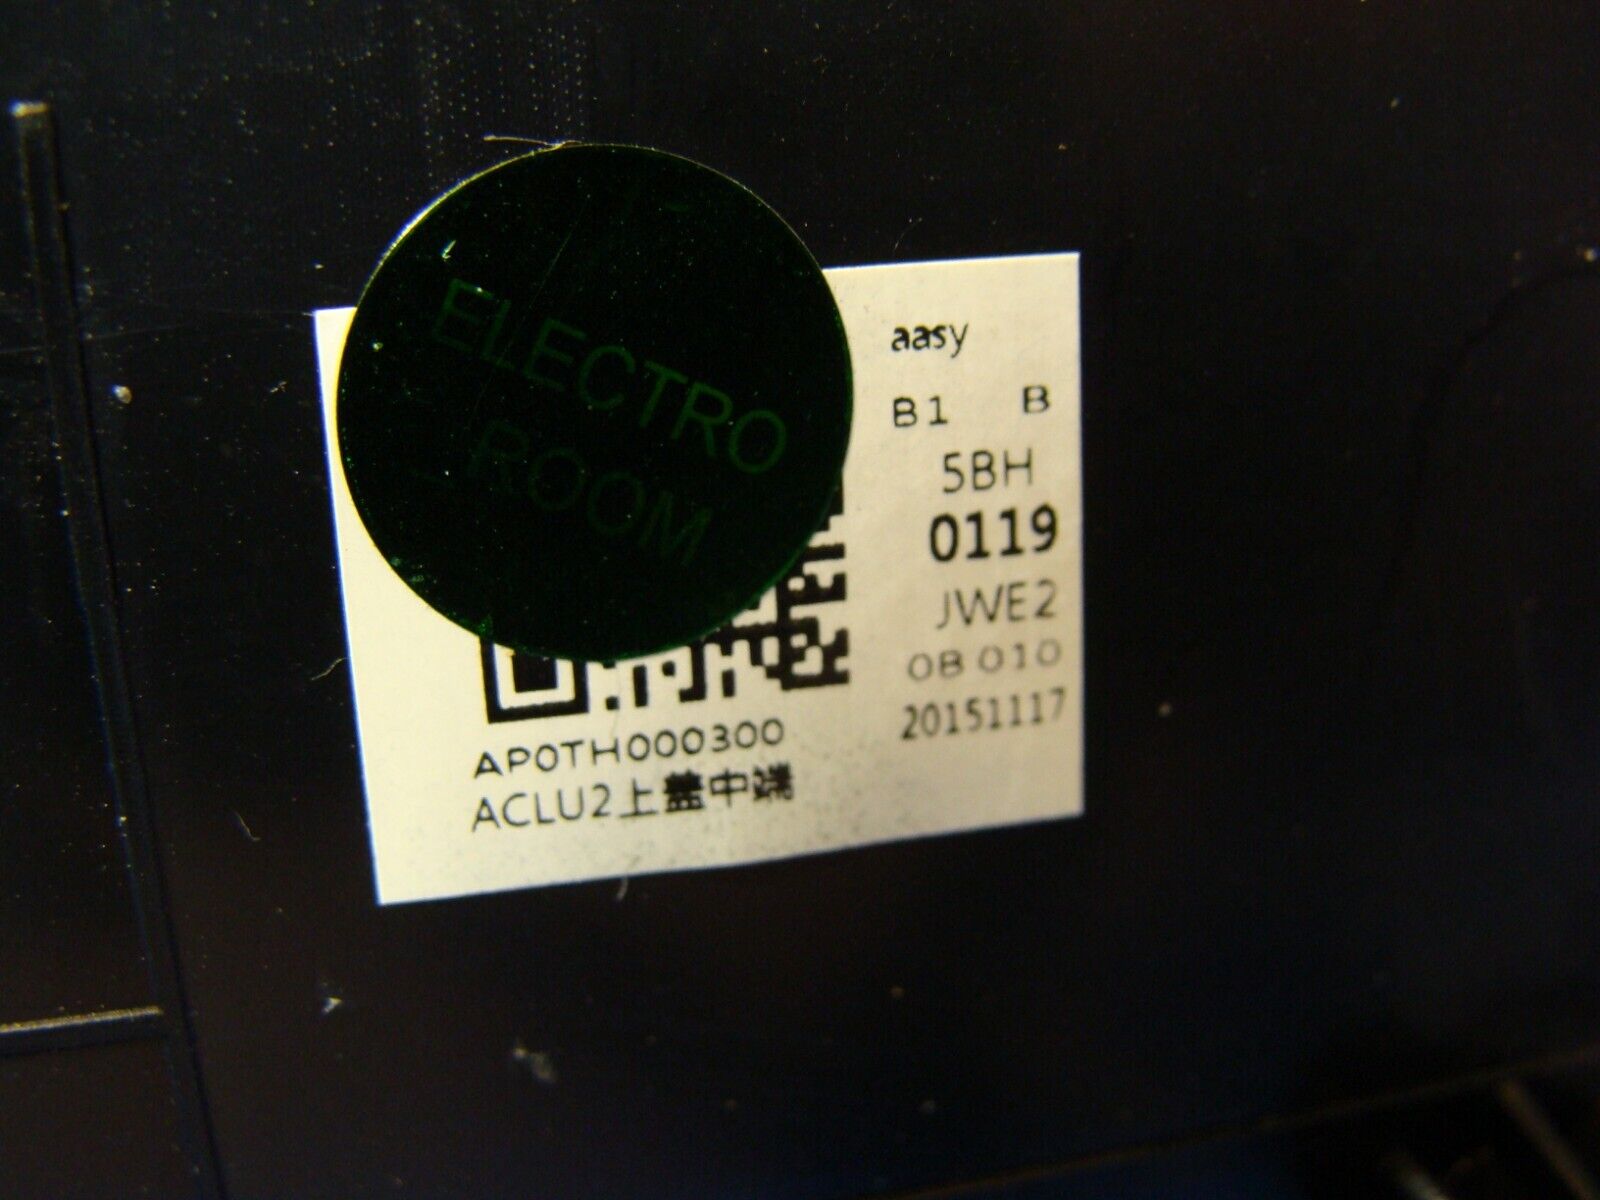 ELECTRO
ROOM
aasy
B1 B
5BH
0119
JWE2
0B 010
20151117
AP0TH000300
ACLU2上盖中端